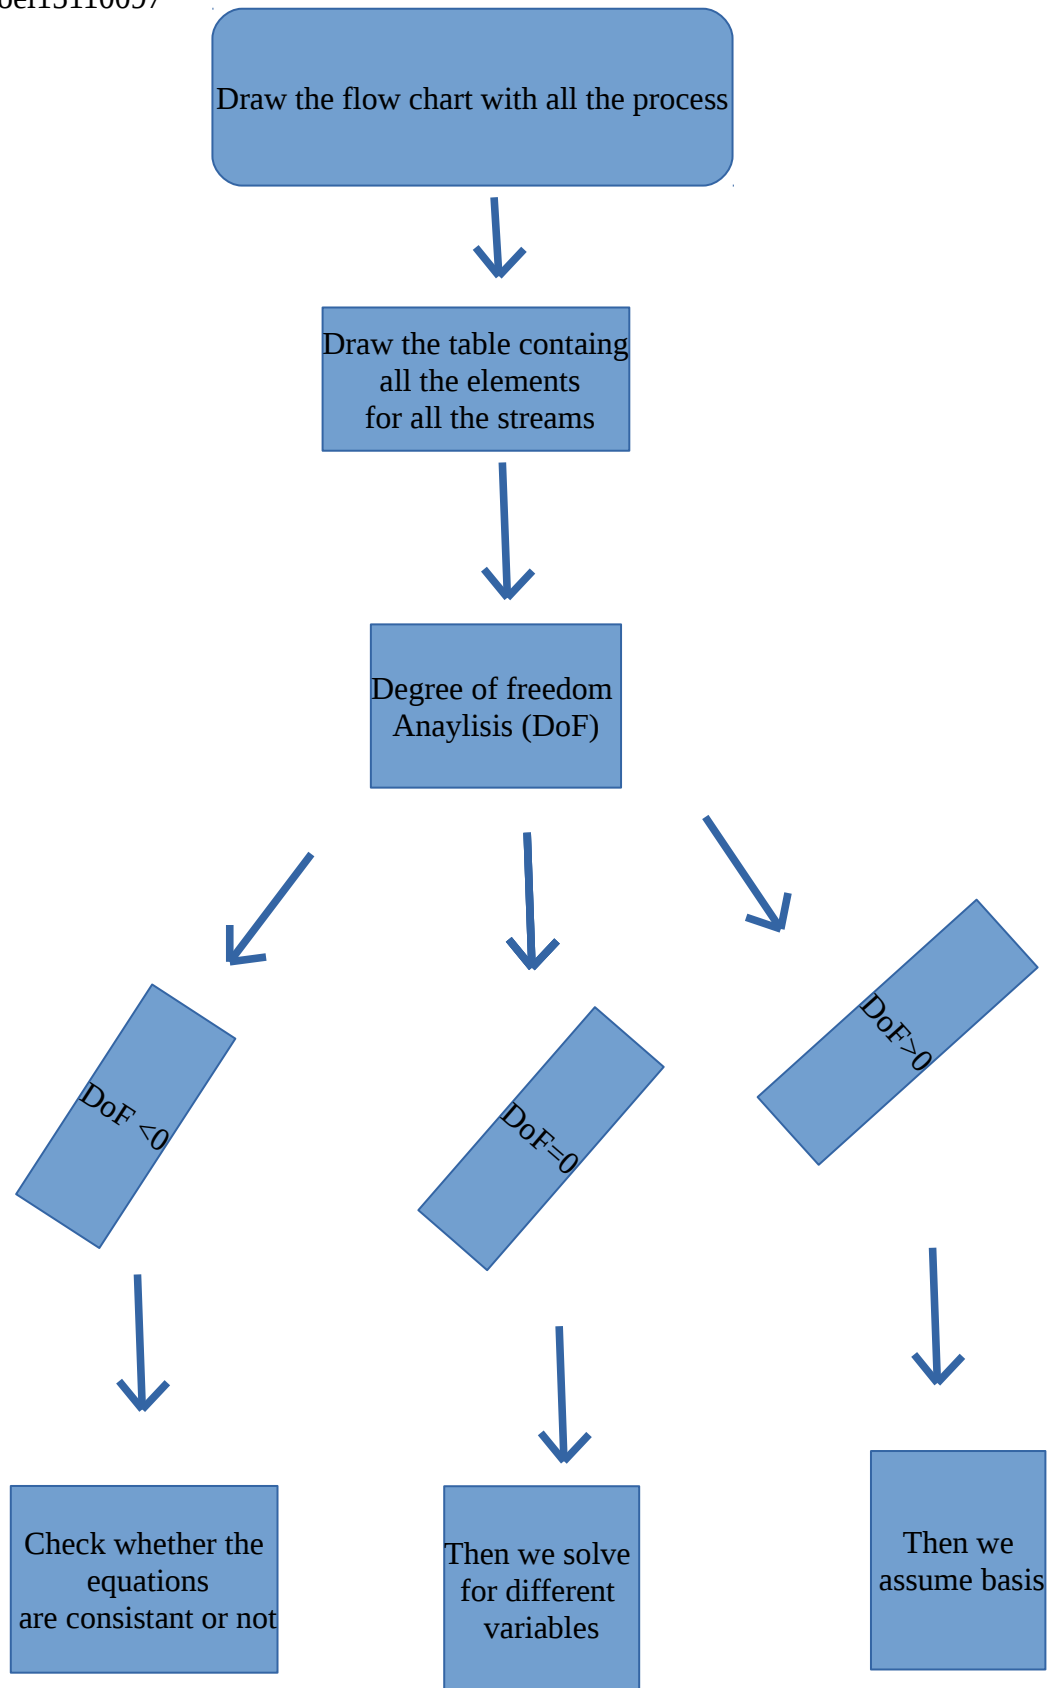 Draw the flow chart with all the process
Draw the table containg
all the elements
for all the streams
Degree of freedom
Anaylisis (DoF)
DoF <0
DoF=0
DoF>0
Check whether the
equations
are consistant or not
Then we solve
for different
variables
Then we
assume basis